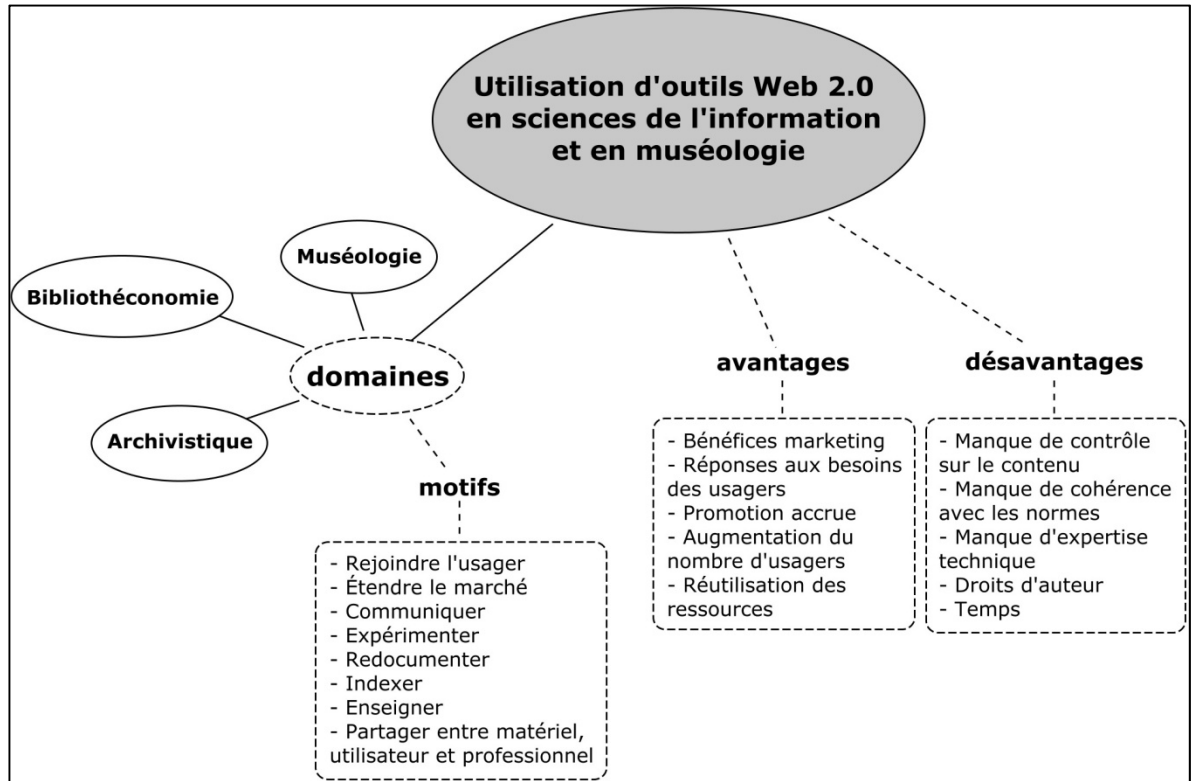 Utilisation d'outils Web 2.0
en sciences de l'information
et en muséologie
Muséologie
Bibliothéconomie
domaines
Archivistique
motifs
- Rejoindre l'usager
- Étendre le marché
- Communiquer
- Expérimenter
- Redocumenter
- Indexer
- Enseigner
- Partager entre matériel,
utilisateur et professionnel
avantages
- Bénéfices marketing
- Réponses aux besoins
des usagers
- Promotion accrue
- Augmentation du
nombre d'usagers
- Réutilisation des
ressources
désavantages
- Manque de contrôle
sur le contenu
- Manque de cohérence
avec les normes
- Manque d'expertise
technique
- Droits d'auteur
- Temps